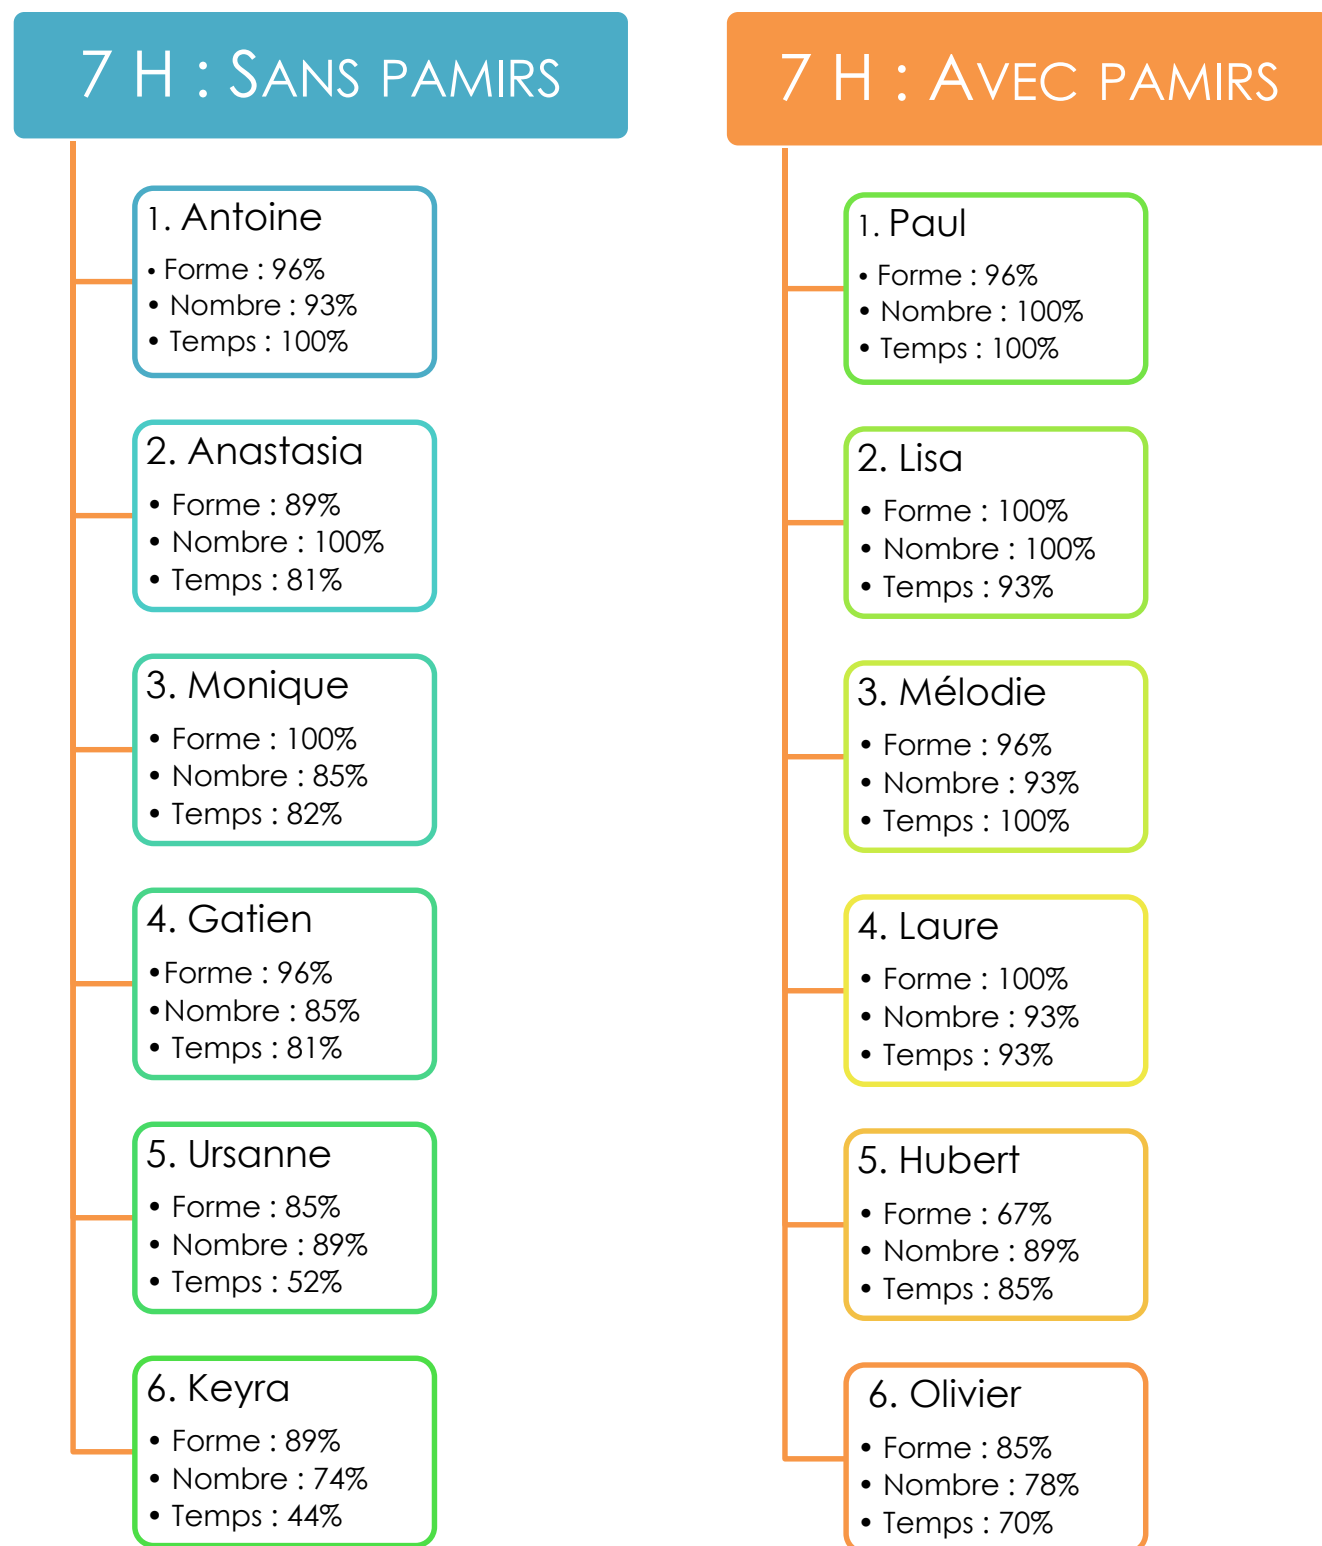 7 H : SANS PAMIRS
1. Antoine
• Forme : 96%
• Nombre : 93%
• Temps : 100%
2. Anastasia
• Forme : 89%
• Nombre : 100%
• Temps : 81%
3. Monique
• Forme : 100%
• Nombre : 85%
• Temps : 82%
4. Gatien
•Forme : 96%
•Nombre : 85%
• Temps : 81%
5. Ursanne
• Forme : 85%
• Nombre : 89%
• Temps : 52%
6. Keyra
• Forme : 89%
• Nombre : 74%
• Temps : 44%
7 H : AVEC PAMIRS
1. Paul
• Forme : 96%
• Nombre : 100%
• Temps : 100%
2. Lisa
• Forme : 100%
• Nombre : 100%
• Temps : 93%
3. Mélodie
• Forme : 96%
• Nombre : 93%
• Temps : 100%
4. Laure
• Forme : 100%
• Nombre : 93%
• Temps : 93%
5. Hubert
• Forme : 67%
• Nombre : 89%
• Temps : 85%
6. Olivier
• Forme : 85%
• Nombre : 78%
• Temps : 70%